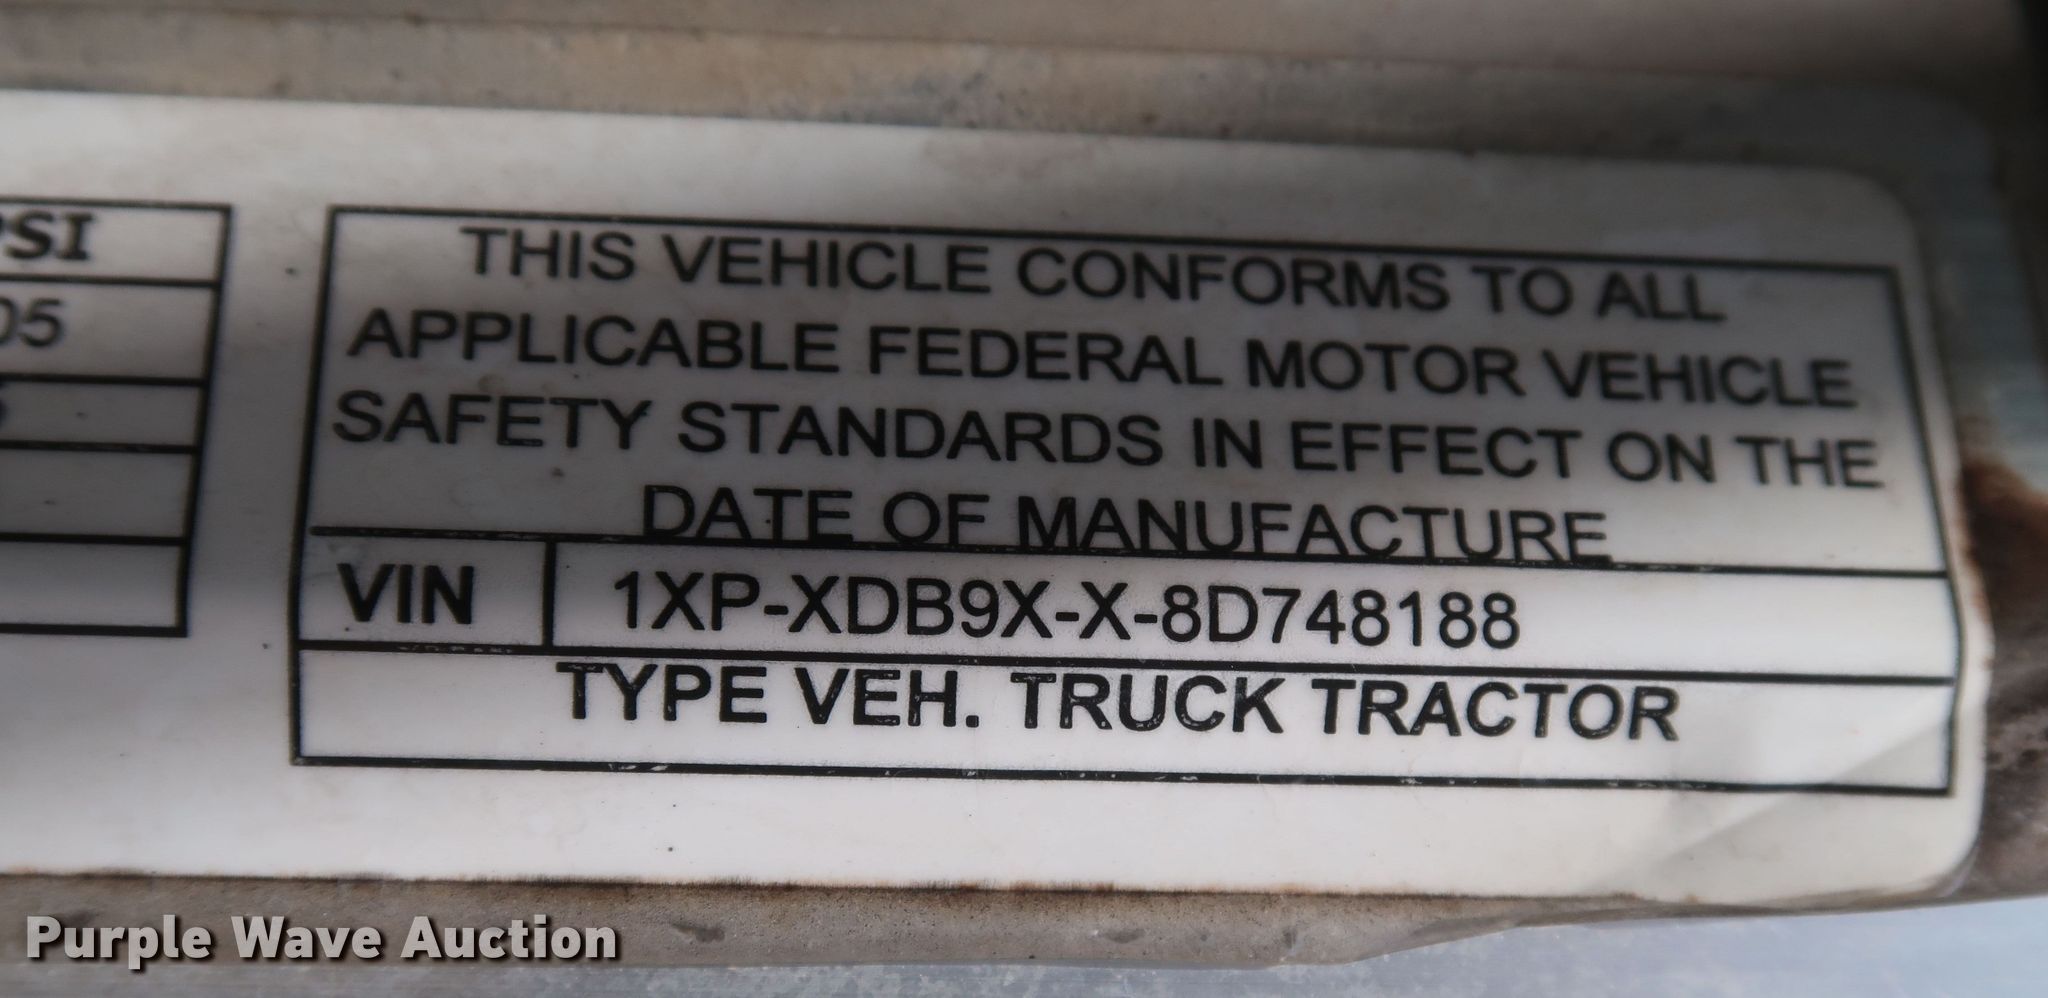 PSI
05
THIS VEHICLE CONFORMS TO ALL
APPLICABLE FEDERAL MOTOR VEHICLE
SAFETY STANDARDS IN EFFECT ON THE
DATE OF MANUFACTURE
VIN 1XP-XDB9X-X-8D748188
TYPE VEH. TRUCK TRACTOR
Purple Wave Auction